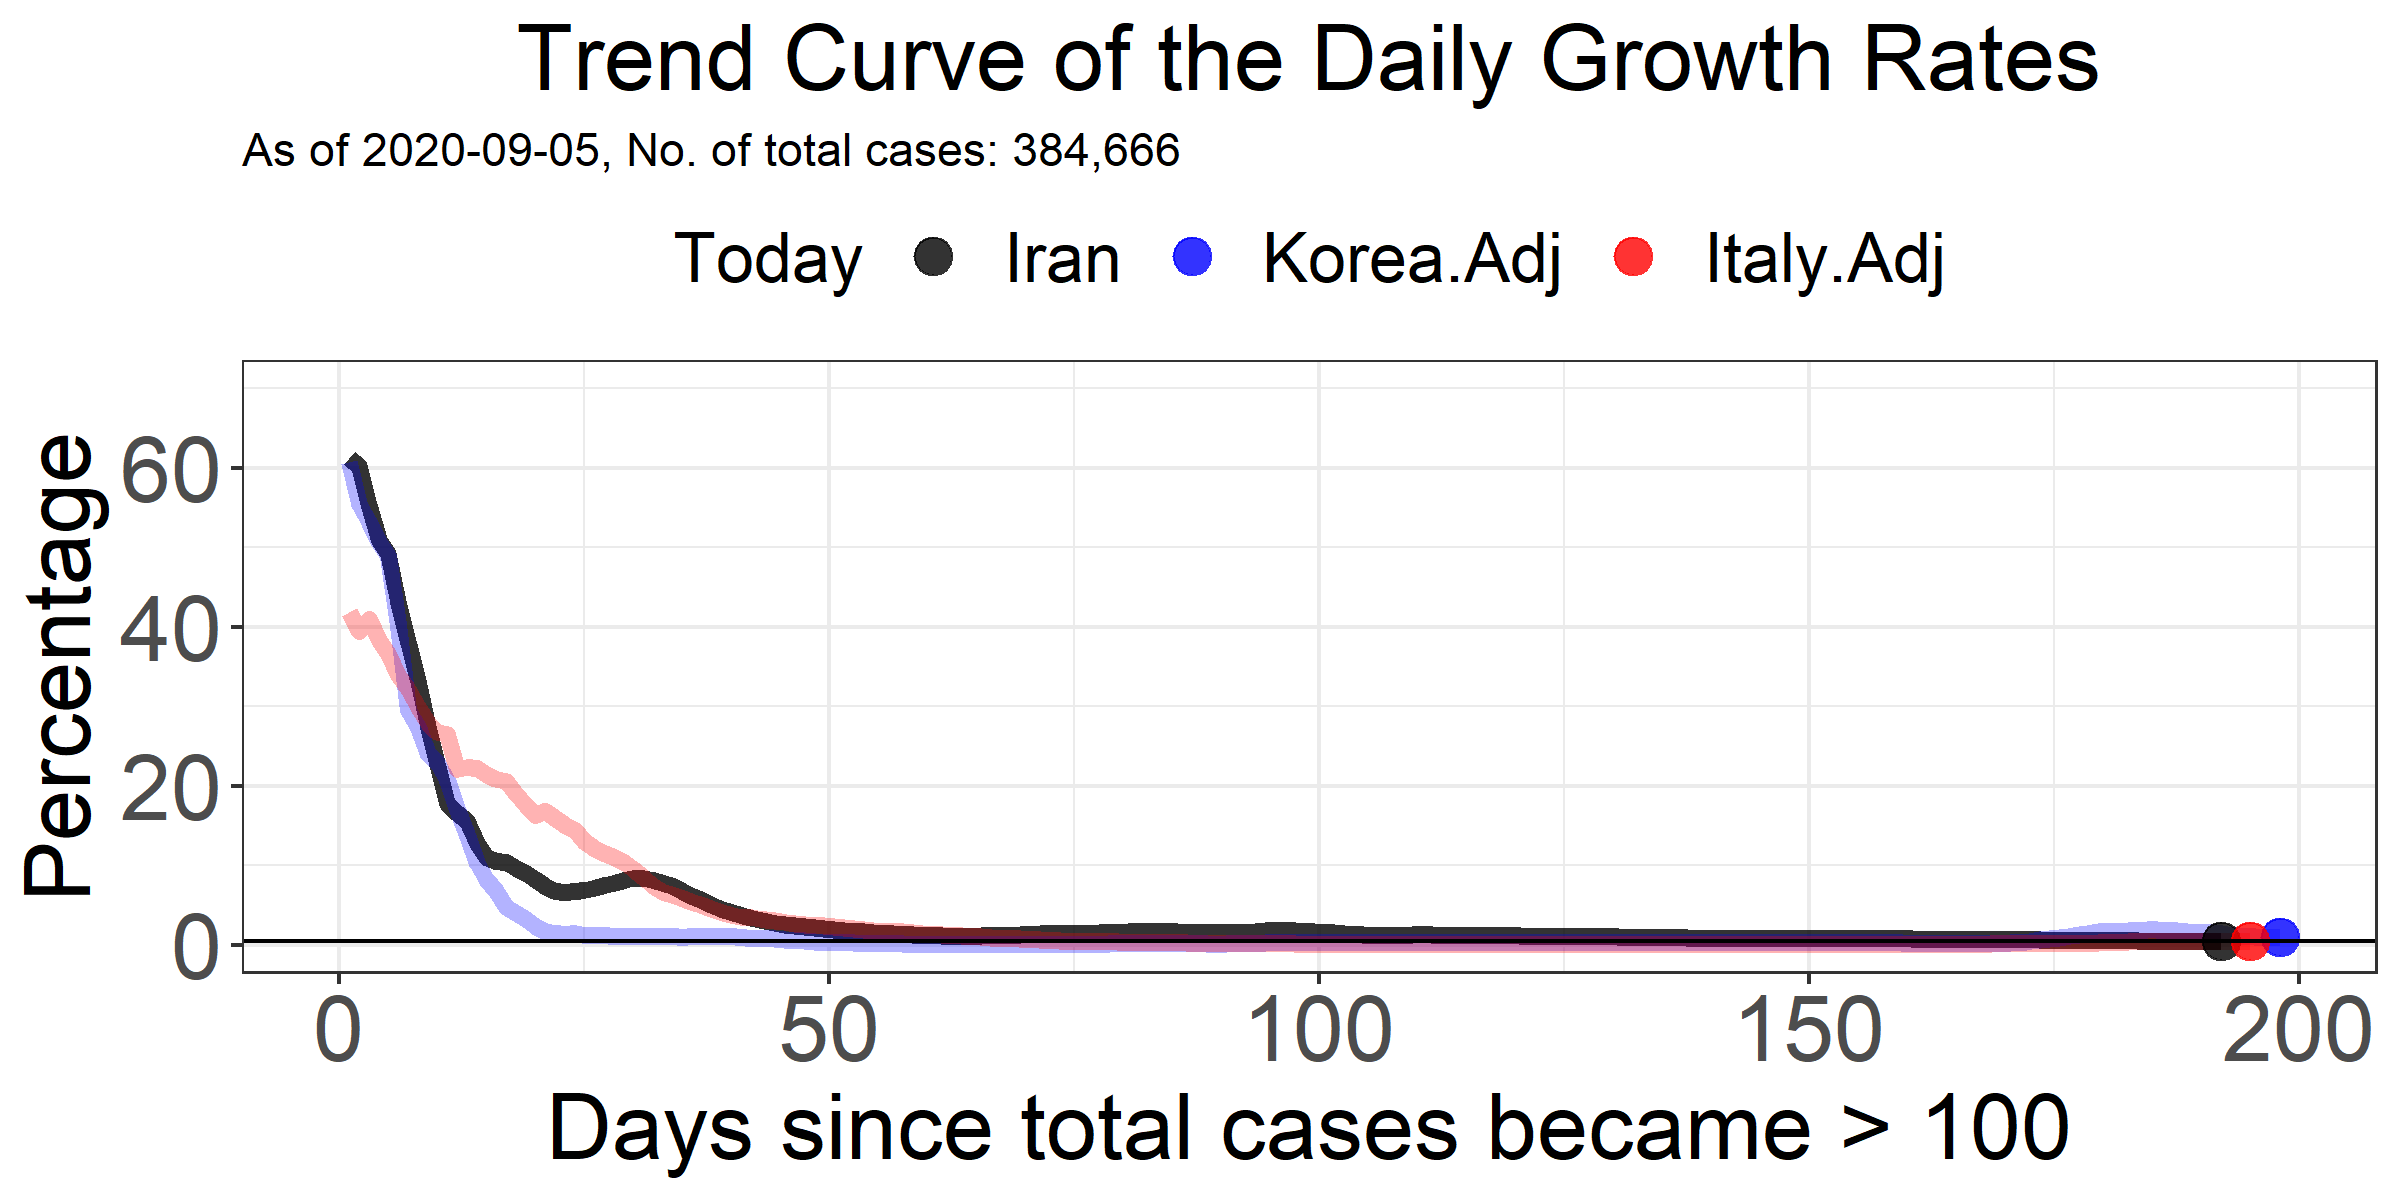 Trend Curve of the Daily Growth Rates
As of 2020-09-05, No. of total cases: 384,666
Today Iran Korea.Adj Italy.Adj
Percentage
60
40
20
0
0 50 100 150 200
Days since total cases became > 100